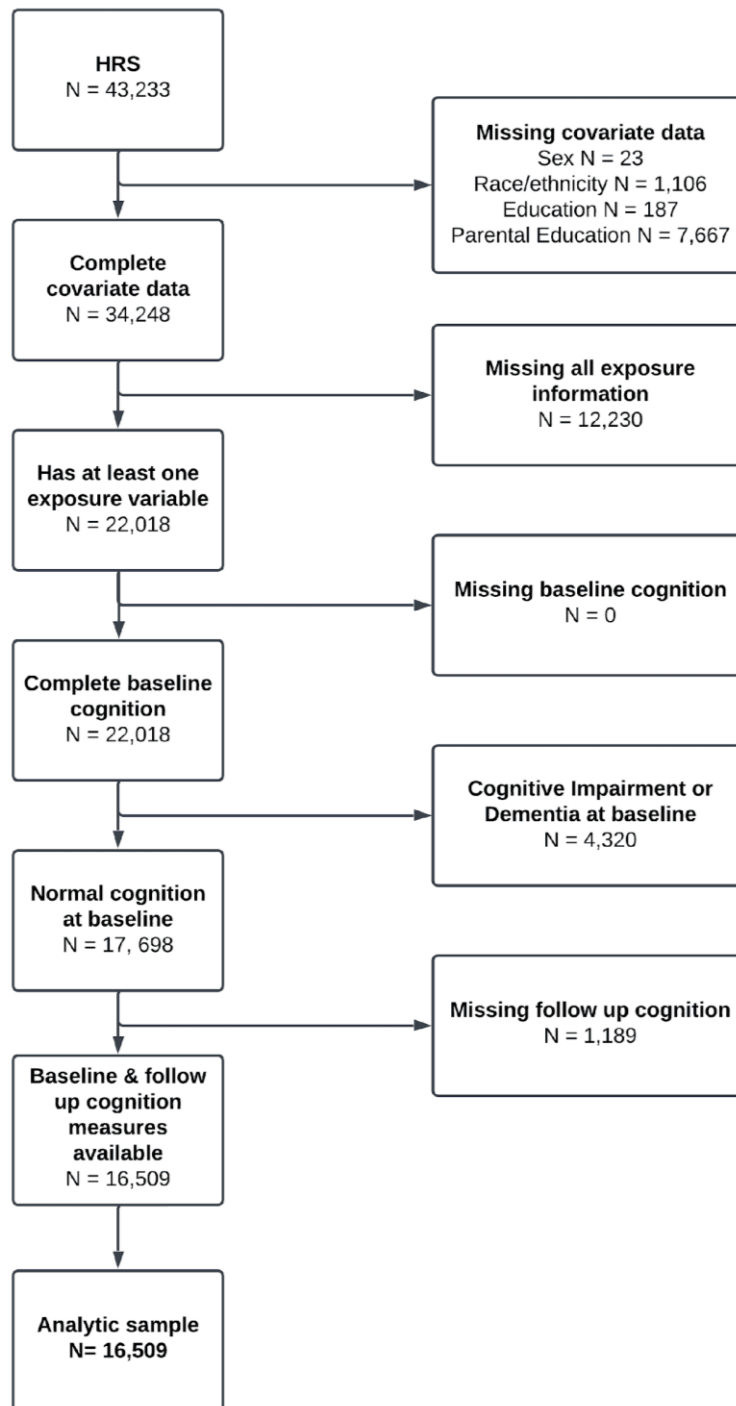 HRS
N = 43,233
Missing covariate data
Sex N = 23
Race/ethnicity N = 1,106
Education N = 187
Parental Education N = 7,667
Complete
covariate data
N = 34,248
Missing all exposure
information
N = 12,230
Has at least one
exposure variable
N = 22,018
Missing baseline cognition
N = 0
Complete baseline
cognition
N = 22,018
Cognitive Impairment or
Dementia at baseline
N = 4,320
Normal cognition
at baseline
N = 17, 698
Missing follow up cognition
N = 1,189
Baseline & follow
up cognition
measures
available
N = 16,509
Analytic sample
N= 16,509